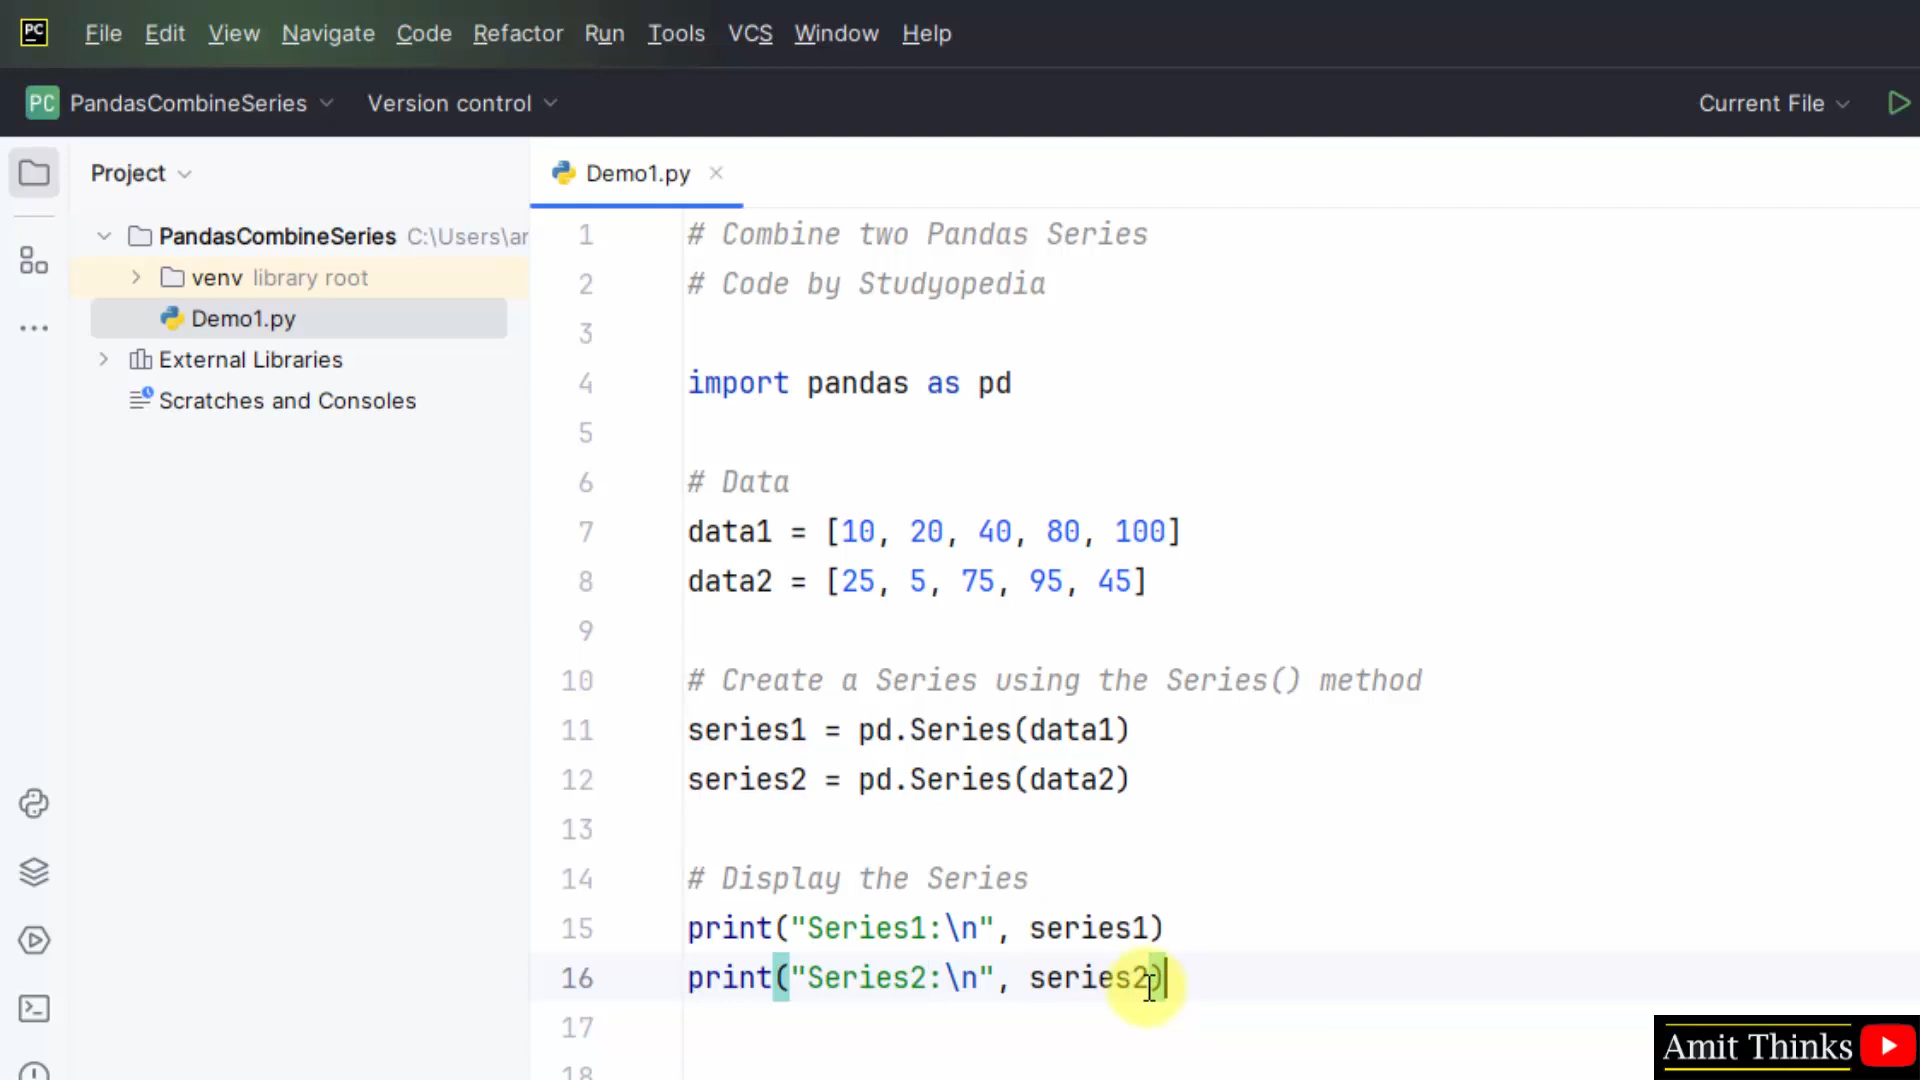 PC File Edit View Navigate Code Refactor Run Tools VCS Window Help
PC PandasCombineSeries Version control Current File
Project
Demo1.py
PandasCombineSeries C:\Users\ar
venv library root
Demo1.py
External Libraries
Scratches and Consoles
1 # Combine two Pandas Series
2 # Code by Studyopedia
3
4 import pandas as pd
5
6 # Data
7 data1 = [10, 20, 40, 80, 100]
8 data2 = [25, 5, 75, 95, 45]
9
10 # Create a Series using the Series() method
11 series1 = pd.Series(data1)
12 series2 = pd.Series(data2)
13
14 # Display the Series
15 print("Series1:\n", series1)
16 print("Series2:\n", series2)
17
18
Amit Thinks